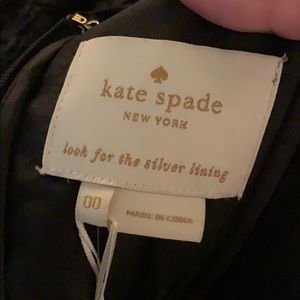 kate spade
NEW YORK
look for the silver lining
00
MADE IN CHINA